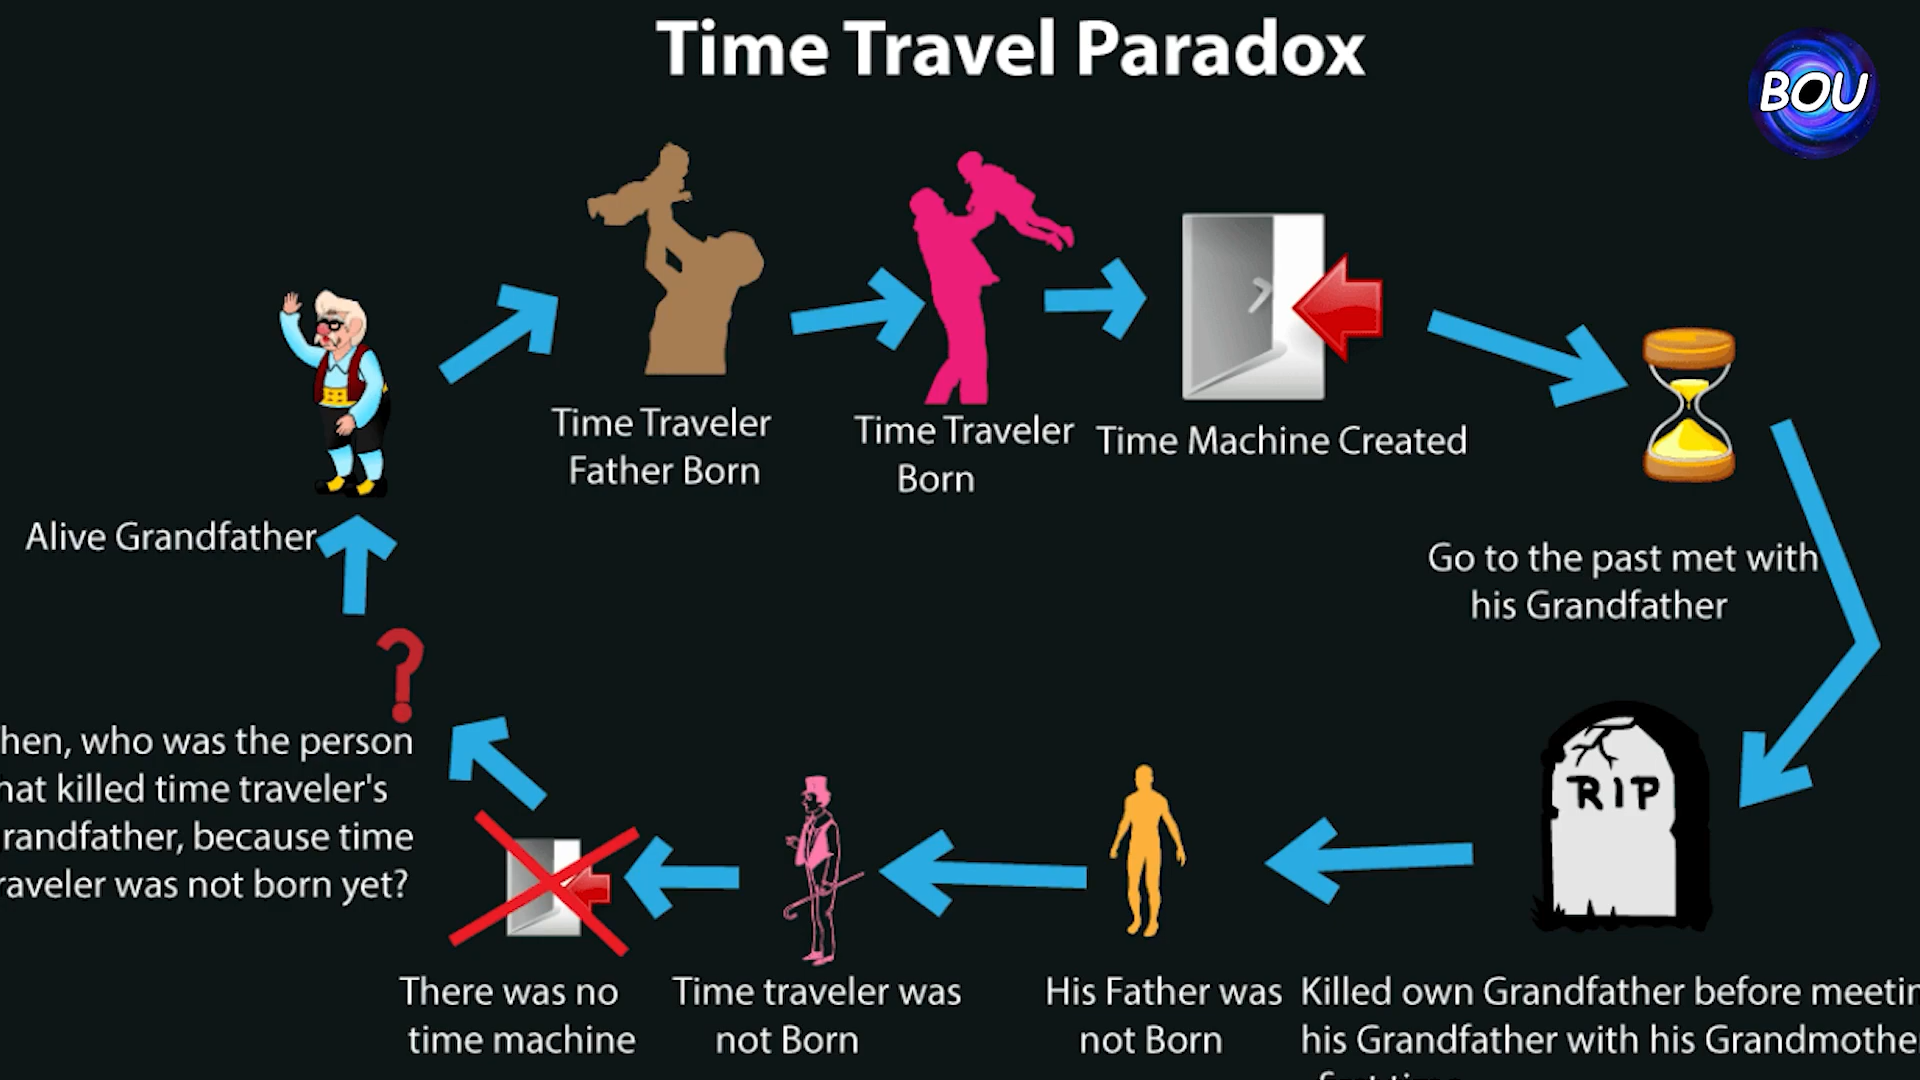 Time Travel Paradox
BOU
Time Traveler
Father Born
Time Traveler
Born
Time Machine Created
Alive Grandfather
Go to the past met with
his Grandfather
RIP
hen, who was the person
hat killed time traveler's
randfather, because time
raveler was not born yet?
There was no
time machine
Time traveler was
not Born
His Father was
not Born
Killed own Grandfather before meetin
his Grandfather with his Grandmothe